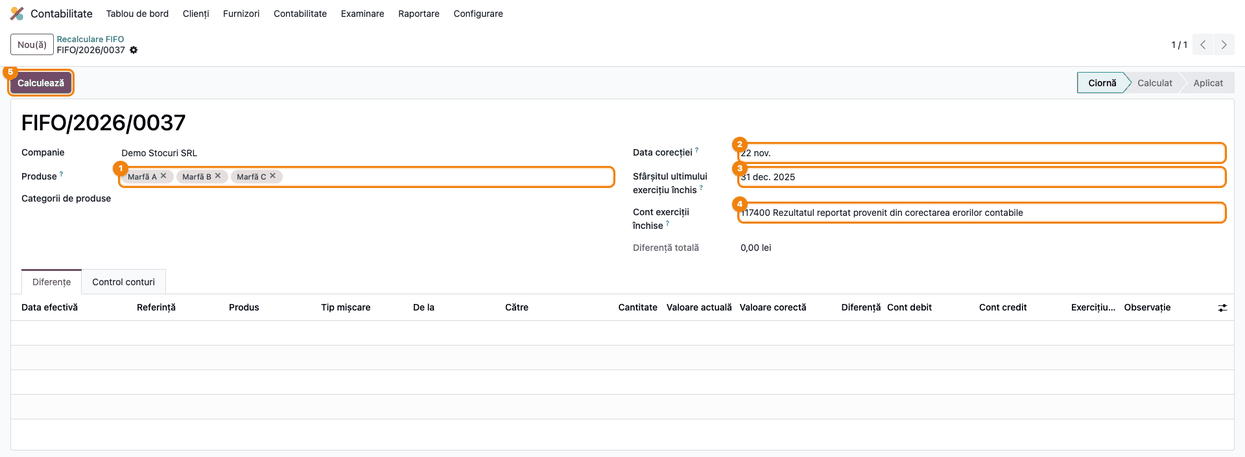 Contabilitate Tablou de bord Clienți Furnizori Contabilitate Examinare Raportare Configurare
Nou(ă) Recalculare FIFO
FIFO/2026/0037
1 / 1
5
Calculează
Ciornă Calculat Aplicat
FIFO/2026/0037
Companie Demo Stocuri SRL
Produse ? 1 Marfă A Marfă B Marfă C
Categorii de produse
Data corecției ? 2 22 nov.
Sfârșitul ultimului exercițiu închis ? 3 31 dec. 2025
Cont exerciții închise ? 4 117400 Rezultatul reportat provenit din corectarea erorilor contabile
Diferență totală 0,00 lei
Diferențe Control conturi
Data efectivă Referință Produs Tip mișcare De la Către Cantitate Valoare actuală Valoare corectă Diferență Cont debit Cont credit Exercițiu... Observație